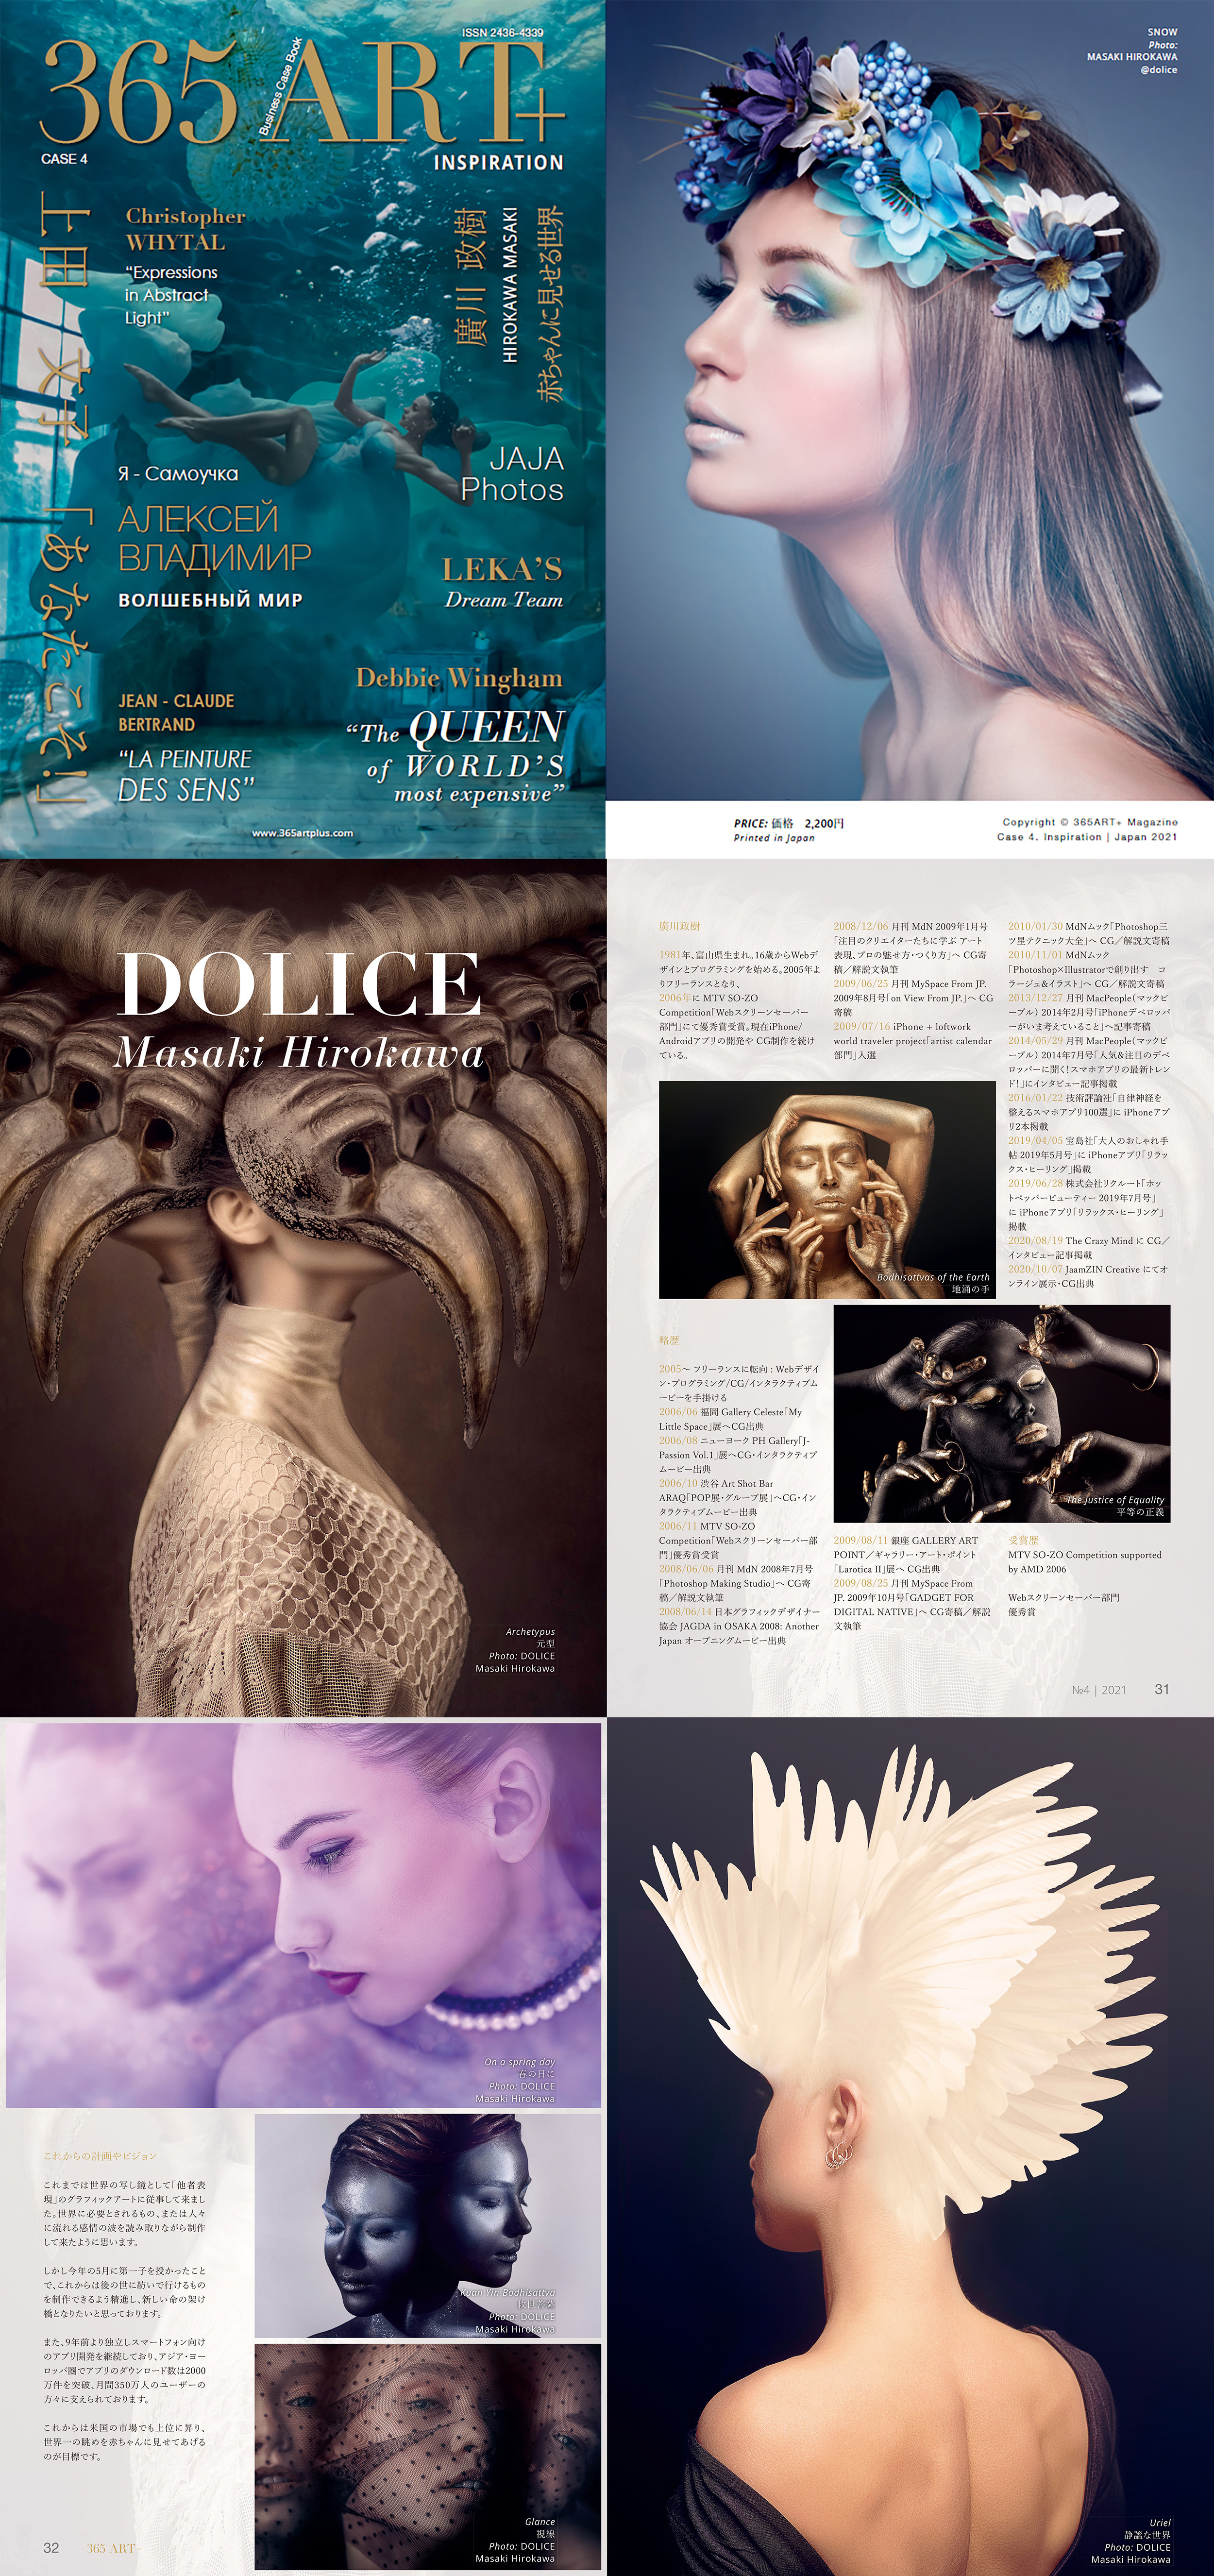 ISSN 2436-4339
365 ART+
Business Case Book
CASE 4
INSPIRATION
上田 文子 「あなたこそ!」
Christopher
WHYTAL
“Expressions
in Abstract
Light”
廣川 政樹
HIROKAWA MASAKI
赤ちゃんに見せる世界
JAJA
Photos
Я - Самоучка
АЛЕКСЕЙ
ВЛАДИМИР
ВОЛШЕБНЫЙ МИР
LEKA’S
Dream Team
Debbie Wingham
“The QUEEN
of WORLD’S
most expensive”
JEAN - CLAUDE
BERTRAND
“LA PEINTURE
DES SENS”
www.365artplus.com
SNOW
Photo:
MASAKI HIROKAWA
@dolice
PRICE: 価格 2,200円
Printed in Japan
Copyright © 365ART+ Magazine
Case 4. Inspiration | Japan 2021
DOLICE
Masaki Hirokawa
Archetypus
元型
Photo: DOLICE
Masaki Hirokawa
廣川政樹
1981年、富山県生まれ。16歳からWebデ
ザインとプログラミングを始める。2005年よ
りフリーランスとなり、
2006年に MTV SO-ZO
Competition「Webスクリーンセーバー
部門」にて優秀賞受賞。現在iPhone/
Androidアプリの開発や CG制作を続け
ている。
2008/12/06 月刊 MdN 2009年1月号
「注目のクリエイターたちに学ぶ アート
表現、プロの魅せ方・つくり方」へ CG寄
稿／解説文執筆
2009/06/25 月刊 MySpace From JP.
2009年8月号「on View From JP.」へ CG
寄稿
2009/07/16 iPhone + loftwork
world traveler project「artist calendar
部門」入選
2010/01/30 MdNムック「Photoshop三
ツ星テクニック大全」へ CG／解説文寄稿
2010/11/01 MdNムック
「Photoshop×Illustratorで創り出す コ
ラージュ&イラスト」へ CG／解説文寄稿
2013/12/27 月刊 MacPeople（マックピ
ープル） 2014年2月号「iPhoneデベロッパ
ーがいま考えていること」へ記事寄稿
2014/05/29 月刊 MacPeople（マックピ
ープル） 2014年7月号「人気&注目のデベ
ロッパーに聞く!スマホアプリの最新トレン
ド!」にインタビュー記事掲載
2016/01/22 技術評論社「自律神経を
整えるスマホアプリ100選」に iPhoneアプ
リ2本掲載
2019/04/05 宝島社「大人のおしゃれ手
帖 2019年5月号」に iPhoneアプリ「リラッ
クス・ヒーリング」掲載
2019/06/28 株式会社リクルート「ホッ
トペッパービューティー 2019年7月号」
に iPhoneアプリ「リラックス・ヒーリング」
掲載
2020/08/19 The Crazy Mind に CG／
インタビュー記事掲載
2020/10/07 JaamZIN Creative にてオ
ンライン展示・CG出典
Bodhisattvas of the Earth
地涌の手
略歴
2005〜 フリーランスに転向 : Webデザイ
ン・プログラミング/CG/インタラクティブム
ービーを手掛ける
2006/06 福岡 Gallery Celeste「My
Little Space」展へCG出典
2006/08 ニューヨーク PH Gallery「J-
Passion Vol.1」展へCG・インタラクティブ
ムービー出典
2006/10 渋谷 Art Shot Bar
ARAQ「POP展・グループ展」へCG・イン
タラクティブムービー出典
2006/11 MTV SO-ZO
Competition「Webスクリーンセーバー部
門」優秀賞受賞
2008/06/06 月刊 MdN 2008年7月号
「Photoshop Making Studio」へ CG寄
稿／解説文執筆
2008/06/14 日本グラフィックデザイナー
協会 JAGDA in OSAKA 2008: Another
Japan オープニングムービー出典
The Justice of Equality
平等の正義
2009/08/11 銀座 GALLERY ART
POINT／ギャラリー・アート・ポイント
「Larotica II」展へ CG出典
2009/08/25 月刊 MySpace From
JP. 2009年10月号「GADGET FOR
DIGITAL NATIVE」へ CG寄稿／解説
文執筆
受賞歴
MTV SO-ZO Competition supported
by AMD 2006
Webスクリーンセーバー部門
優秀賞
№4 | 2021 31
On a spring day
春の日に
Photo: DOLICE
Masaki Hirokawa
これからの計画やビジョン
これまでは世界の写し鏡として「他者表
現」のグラフィックアートに従事して来まし
た。世界に必要とされるもの、または人々
に流れる感情の波を読み取りながら制作
して来たように思います。
しかし今年の5月に第一子を授かったこと
で、これからは後の世に紡いで行けるもの
を制作できるよう精進し、新しい命の架け
橋となりたいと思っております。
また、9年前より独立しスマートフォン向け
のアプリ開発を継続しており、アジア・ヨー
ロッパ圏でアプリのダウンロード数は2000
万件を突破、月間350万人のユーザーの
方々に支えられております。
これからは米国の市場でも上位に昇り、
世界一の眺めを赤ちゃんに見せてあげる
のが目標です。
Kuan Yin Bodhisattva
救世菩薩
Photo: DOLICE
Masaki Hirokawa
Glance
視線
Photo: DOLICE
Masaki Hirokawa
32 365 ART+
Uriel
静謐な世界
Photo: DOLICE
Masaki Hirokawa